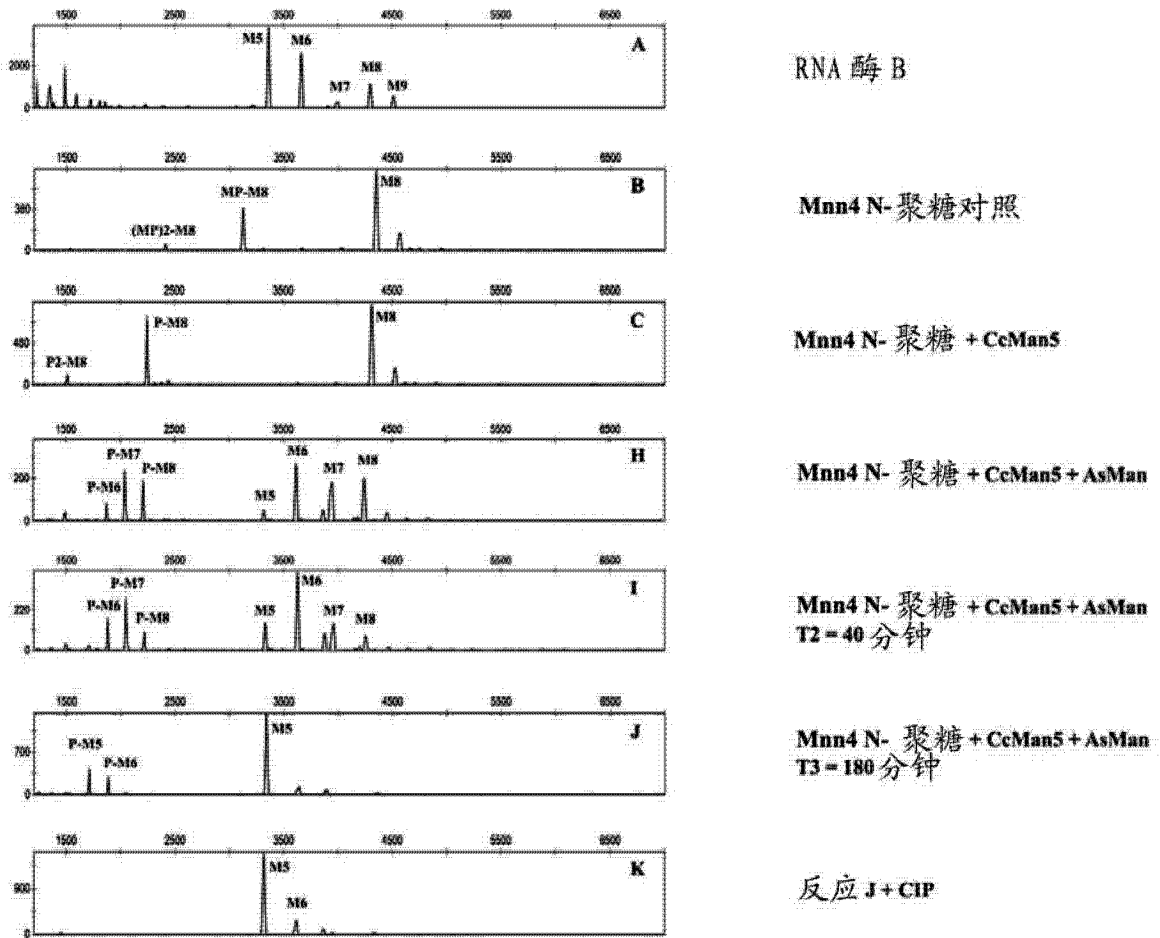 1500 2500 3500 4500 5500 6500
2000
0
M5
M6
M7
M8
M9
A
RNA 酶 B
1500 2500 3500 4500 5500 6500
0
(MP)2-M8
MP-M8
M8
B
Mnn4 N- 聚糖对照
1500 2500 3500 4500 5500 6500
0
P2-M8
P-M8
M8
C
Mnn4 N- 聚糖 + CcMan5
1500 2500 3500 4500 5500 6500
200
0
P-M6
P-M7
P-M8
M5
M6
M7
M8
H
Mnn4 N- 聚糖 + CcMan5 + AsMan
1500 2500 3500 4500 5500 6500
220
0
P-M6
P-M7
P-M8
M5
M6
M7
M8
I
Mnn4 N- 聚糖 + CcMan5 + AsMan
T2 = 40 分钟
1500 2500 3500 4500 5500 6500
700
0
P-M5
P-M6
M5
J
Mnn4 N- 聚糖 + CcMan5 + AsMan
T3 = 180 分钟
1500 2500 3500 4500 5500 6500
900
0
M5
M6
K
反应 J + CIP